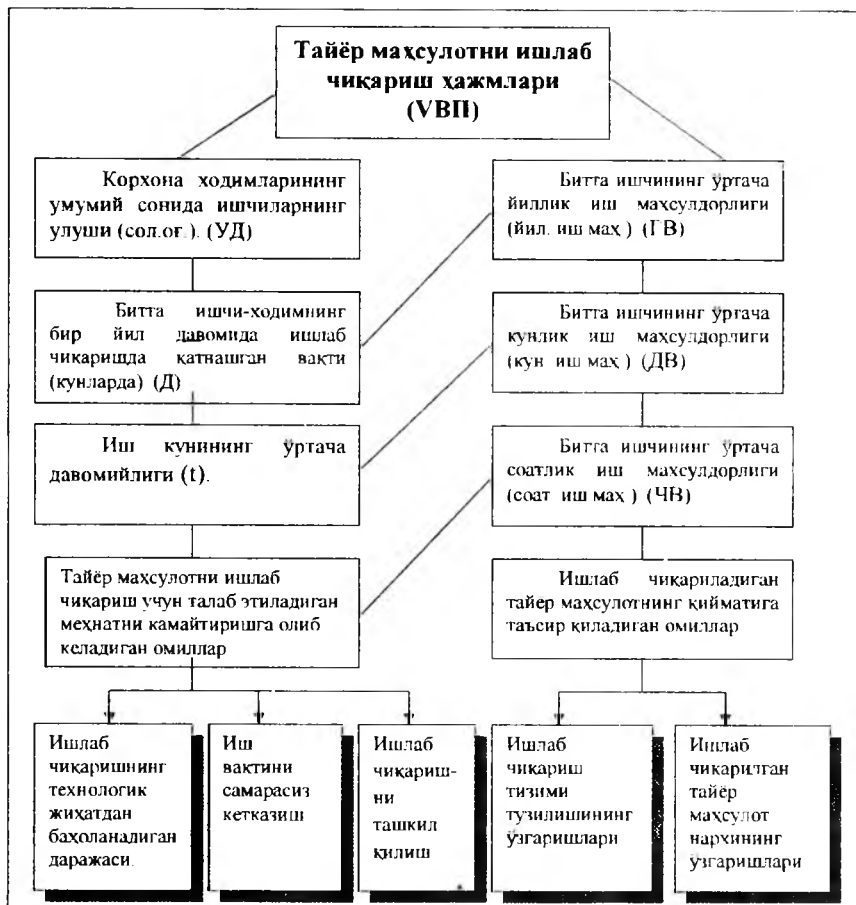 Тайёр маҳсулотни ишлаб
чиқариш ҳажмлари
(VВП)
Корхона ходимларининг
умумий сонида ишчиларнинг
улуши (сол.оғ.). (УД)
Битта ишчининг ўртача
йиллик иш маҳсулдорлиги
(йил. иш маҳ.) (ГВ)
Битта ишчи-ходимнинг
бир йил давомида ишлаб
чиқаришда қатнашган вақти
(кунларда) (Д)
Битта ишчининг ўртача
кунлик иш маҳсулдорлиги
(кун иш маҳ.) (ДВ)
Иш кунининг ўртача
давомийлиги (t).
Битта ишчининг ўртача
соатлик иш маҳсулдорлиги
(соат иш маҳ.) (ЧВ)
Тайёр маҳсулотни ишлаб
чиқариш учун талаб этиладиган
меҳнатни камайтиришга олиб
келадиган омиллар
Ишлаб чиқариладиган
тайёр маҳсулотнинг қийматига
таъсир қиладиган омиллар
Ишлаб
чиқаришнинг
технологик
жиҳатдан
баҳоланадиган
даражаси.
Иш
вақтини
самарасиз
кетказиш
Ишлаб
чиқариш-
ни
ташкил
қилиш
Ишлаб
чиқариш
тизими
тузилишининг
ўзгаришлари
Ишлаб
чикарилган
тайёр
маҳсулот
нархининг
ўзгаришлари